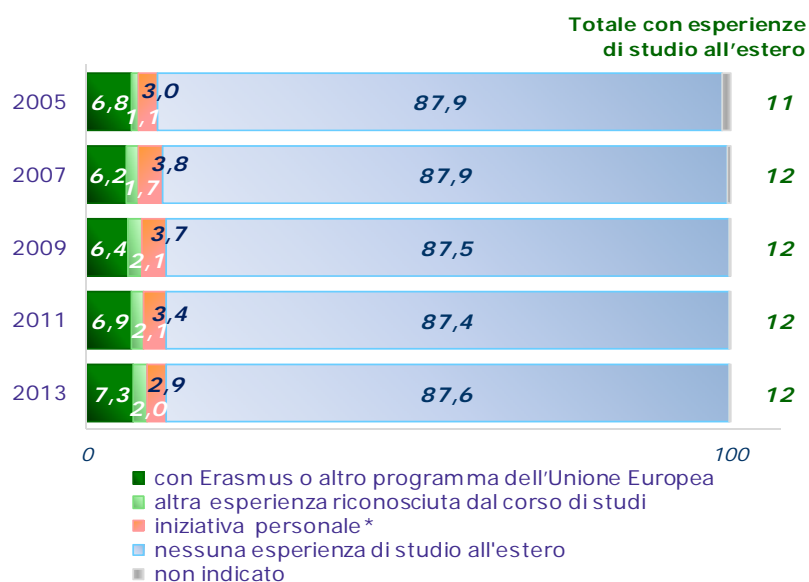 Totale con esperienze
di studio all'estero
2005 6,8 1,1 3,0 87,9 11
2007 6,2 1,7 3,8 87,9 12
2009 6,4 2,1 3,7 87,5 12
2011 6,9 2,1 3,4 87,4 12
2013 7,3 2,0 2,9 87,6 12
0 100
con Erasmus o altro programma dell'Unione Europea
altra esperienza riconosciuta dal corso di studi
iniziativa personale*
nessuna esperienza di studio all'estero
non indicato